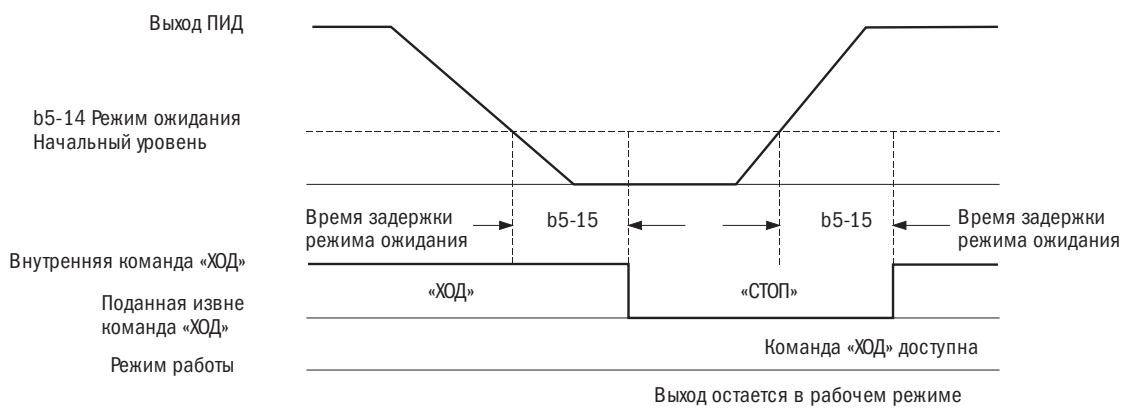 Выход ПИД
b5-14 Режим ожидания
Начальный уровень
Время задержки
режима ожидания
b5-15
b5-15
Время задержки
режима ожидания
Внутренняя команда «ХОД»
«ХОД»
«СТОП»
Поданная извне
команда «ХОД»
Команда «ХОД» доступна
Режим работы
Выход остается в рабочем режиме